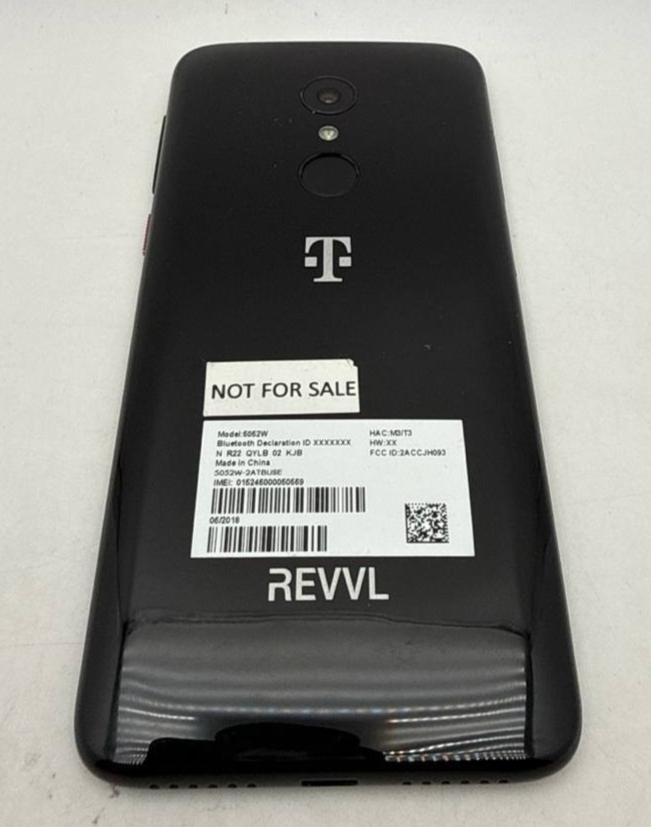 T
NOT FOR SALE
Model:5052W
HAC:M3/T3
Bluetooth Declaration ID XXXXXXX
HW:XX
N R22 QYLB 02 KJB
FCC ID:2ACCJH093
Made in China
5052W-2ATBUSE
IMEI: 015246000050559
06/2018
REVVL